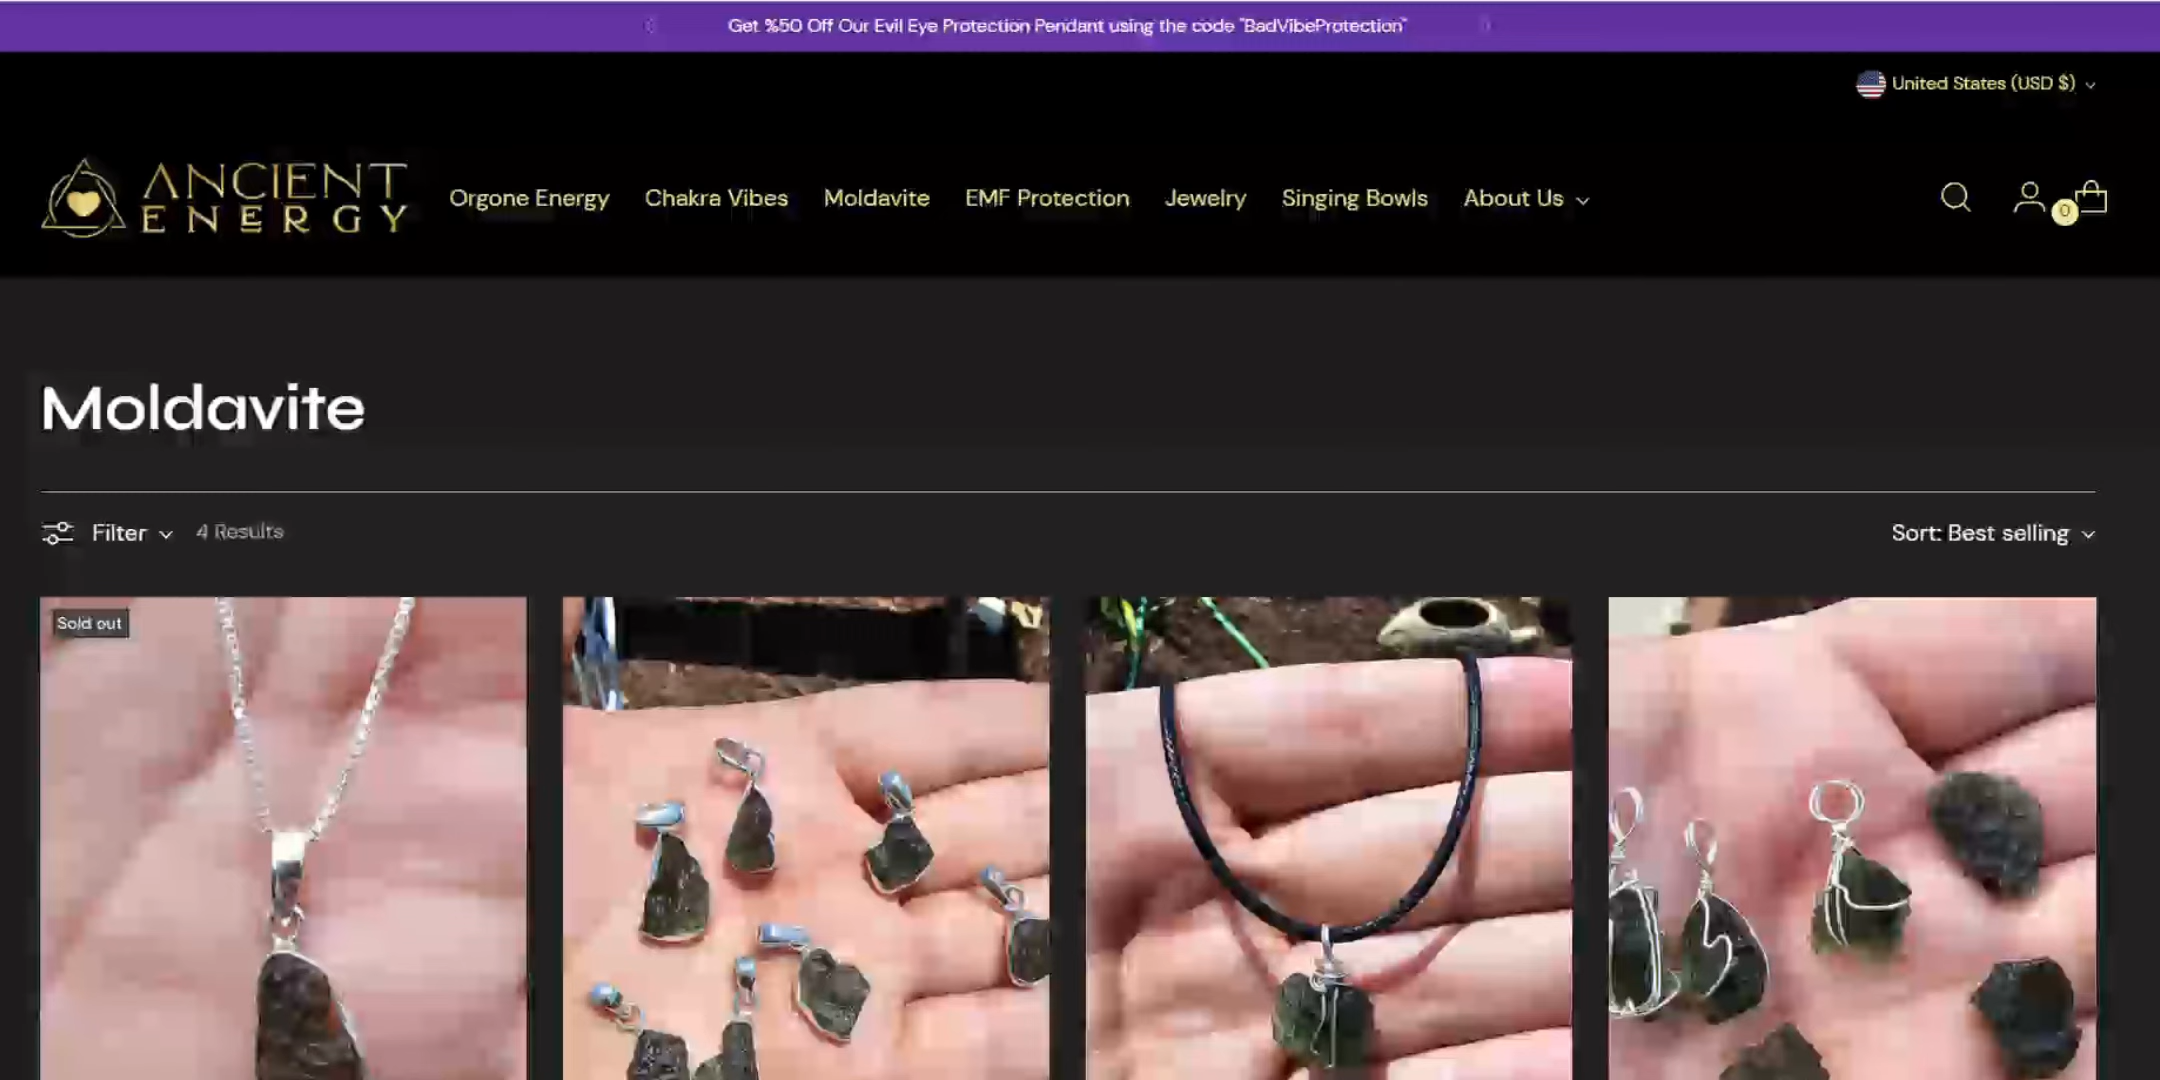 Get %50 Off Our Evil Eye Protection Pendant using the code "BadVibeProtection"
United States (USD $)
ANCIENT
ENERGY
Orgone Energy Chakra Vibes Moldavite EMF Protection Jewelry Singing Bowls About Us
0
Moldavite
Filter 4 Results
Sort: Best selling
Sold out